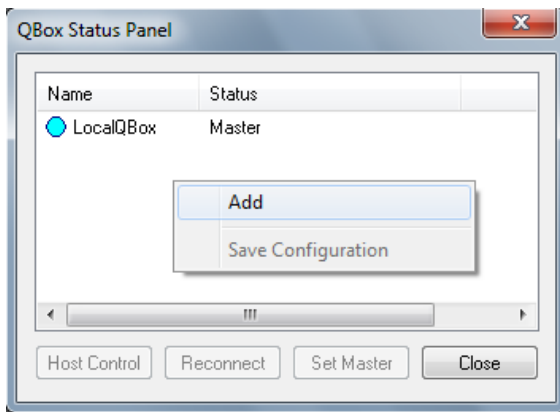 QBox Status Panel
Name Status
LocalQBox Master
Add
Save Configuration
Host Control Reconnect Set Master Close